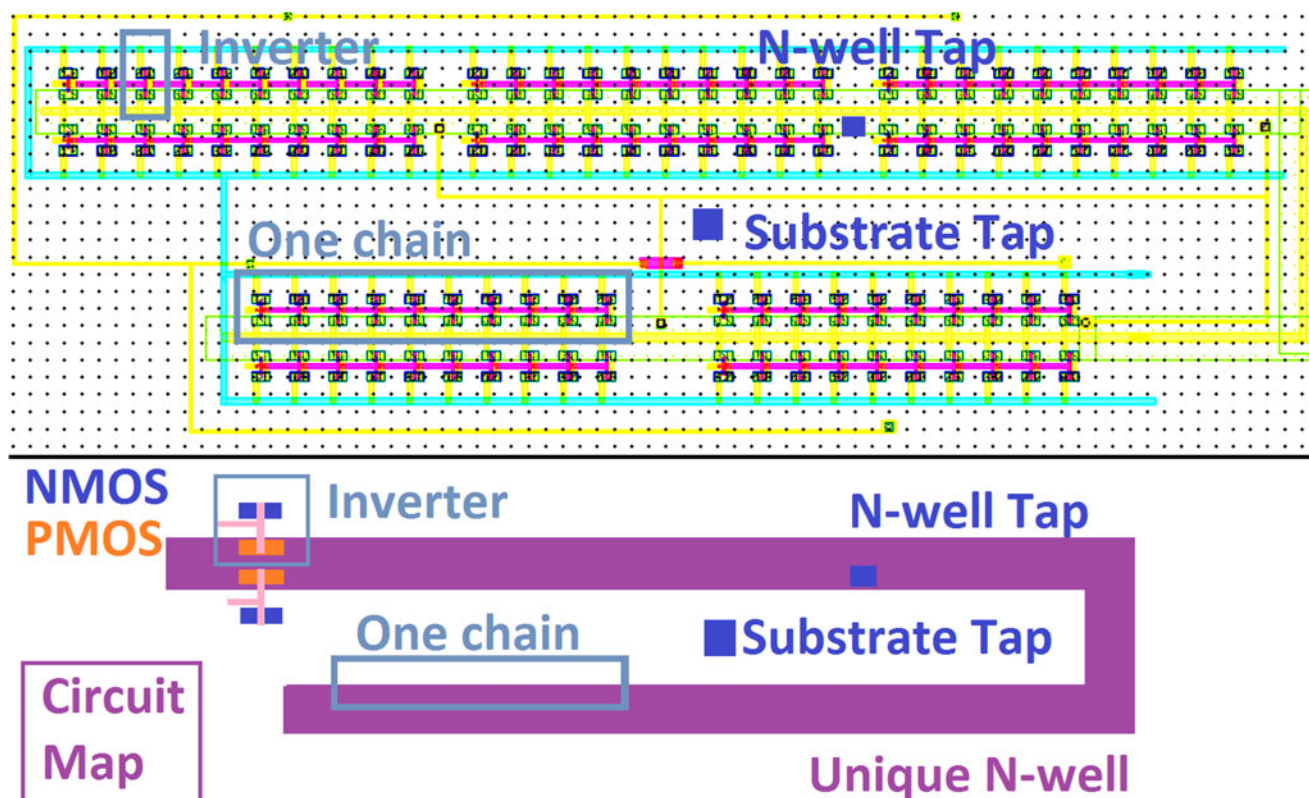 Inverter
N-well Tap
One chain
Substrate Tap
NMOS
PMOS
Inverter
N-well Tap
One chain
Substrate Tap
Circuit
Map
Unique N-well